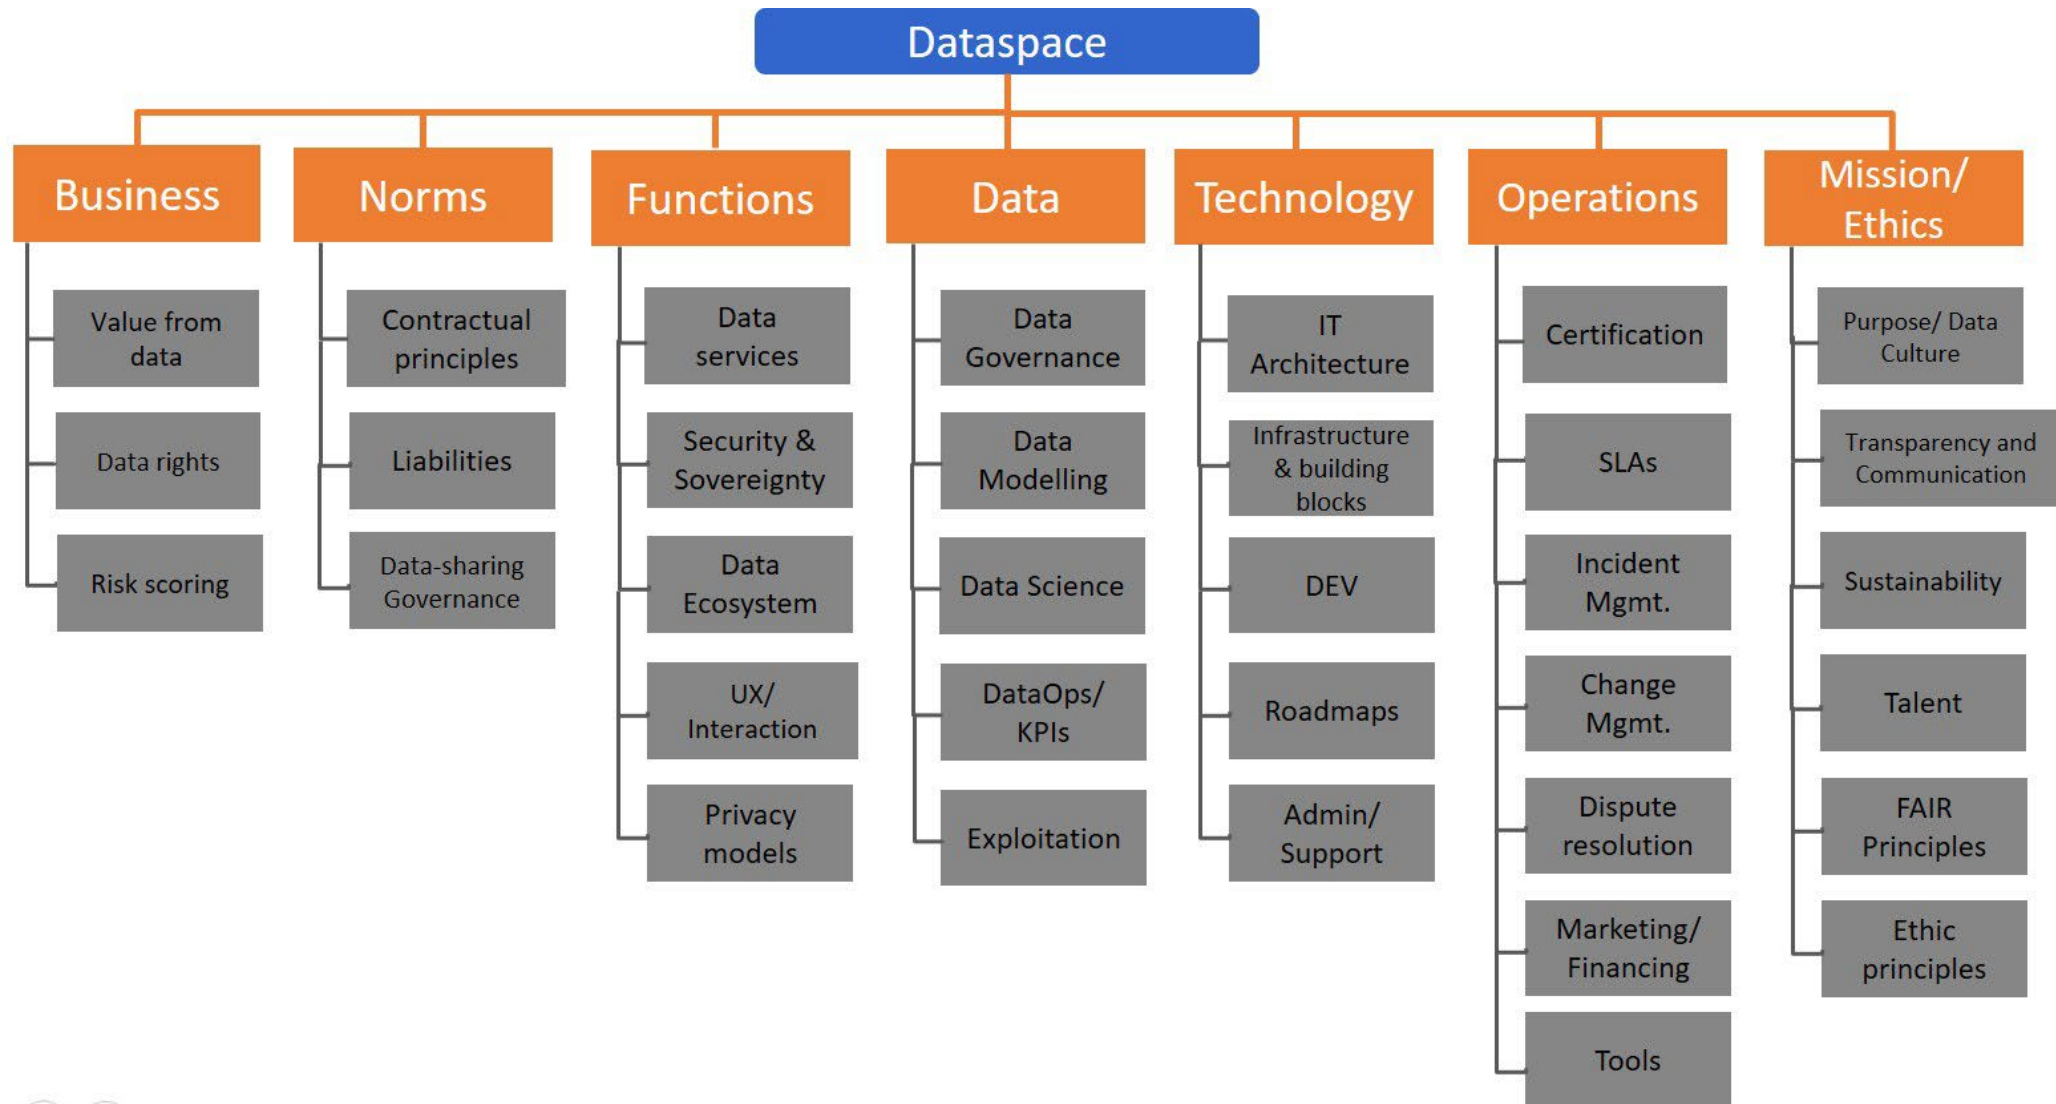 Dataspace
Business
Norms
Functions
Data
Technology
Operations
Mission/
Ethics
Value from
data
Data rights
Risk scoring
Contractual
principles
Liabilities
Data-sharing
Governance
Data
services
Security &
Sovereignty
Data
Ecosystem
UX/
Interaction
Privacy
models
Data
Governance
Data
Modelling
Data Science
DataOps/
KPIs
Exploitation
IT
Architecture
Infrastructure
& building
blocks
DEV
Roadmaps
Admin/
Support
Certification
SLAs
Incident
Mgmt.
Change
Mgmt.
Dispute
resolution
Marketing/
Financing
Tools
Purpose/ Data
Culture
Transparency and
Communication
Sustainability
Talent
FAIR
Principles
Ethic
principles